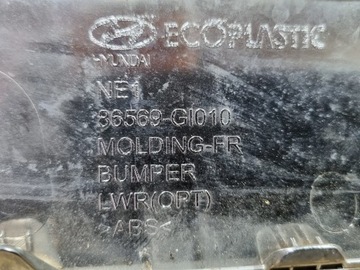 ECOPLASTIC
HYUNDAI
NE1
86569-GI010
MOLDING-FR
BUMPER
LWR(OPT)
>ABS<